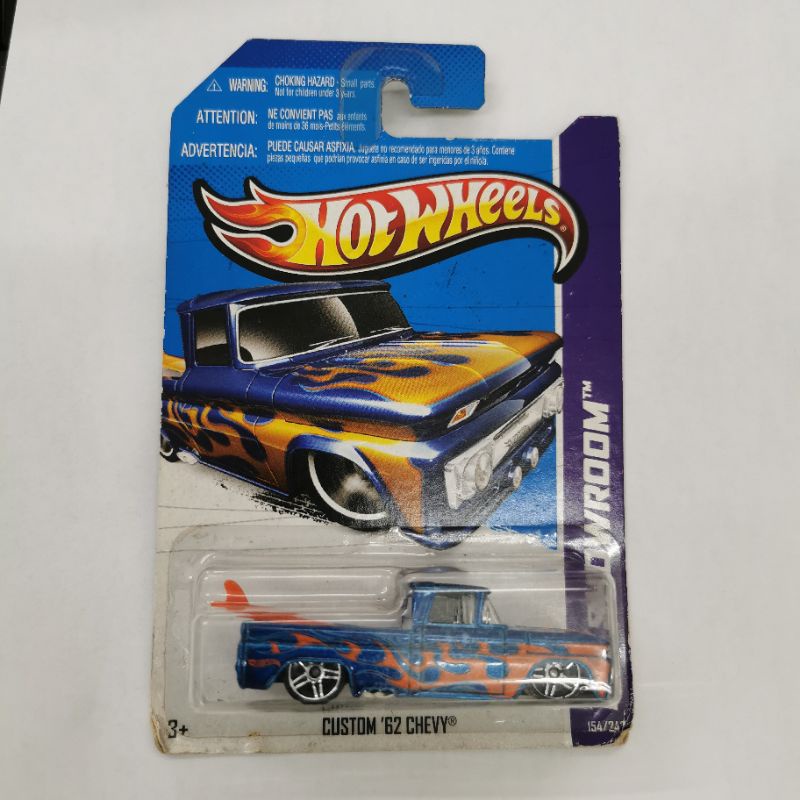 WARNING: CHOKING HAZARD - Small parts.
Not for children under 3 years.
ATTENTION: NE CONVIENT PAS aux enfants
de moins de 36 mois-Petits éléments.
ADVERTENCIA: PUEDE CAUSAR ASFIXIA. Juguete no recomendado para menores de 3 años. Contiene
piezas pequeñas que podrían provocar asfixia en caso de ser ingeridas por el niño/a.
HOT WHEELS®
OWROOM™
3+
CUSTOM '62 CHEVY®
154/24